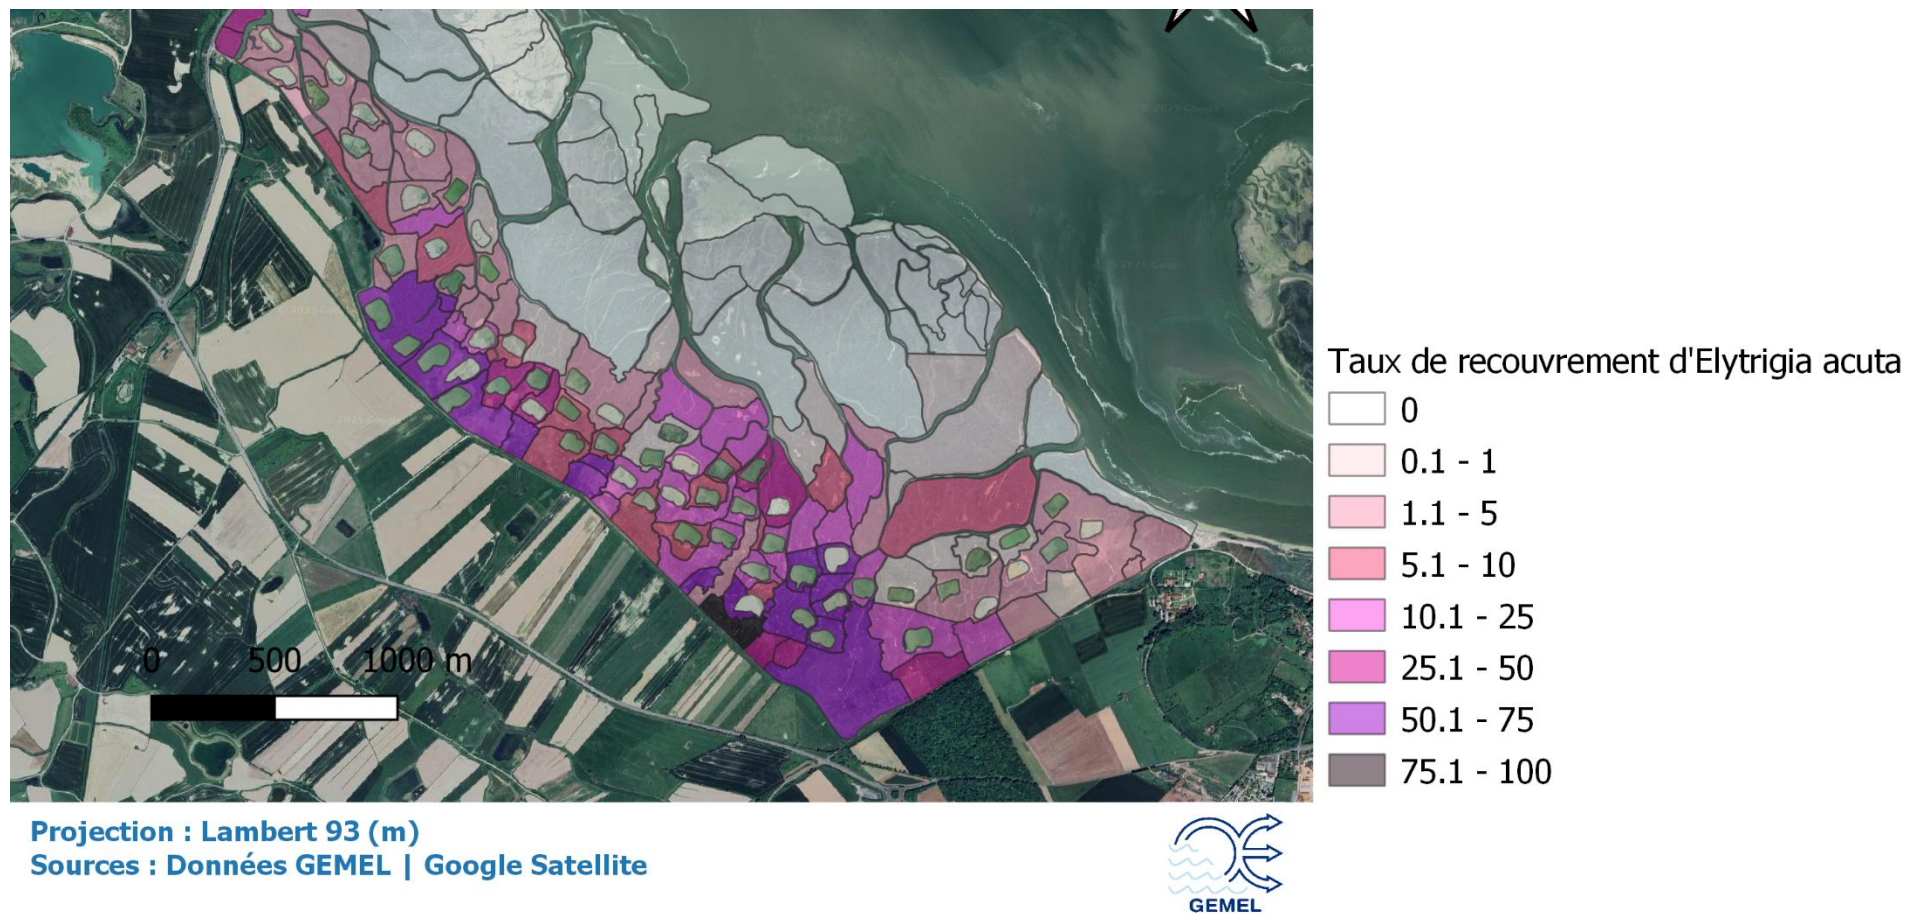 Taux de recouvrement d'Elytrigia acuta
0
0.1 - 1
1.1 - 5
5.1 - 10
10.1 - 25
25.1 - 50
50.1 - 75
75.1 - 100
0 500 1000 m
Projection : Lambert 93 (m)
Sources : Données GEMEL | Google Satellite
GEMEL